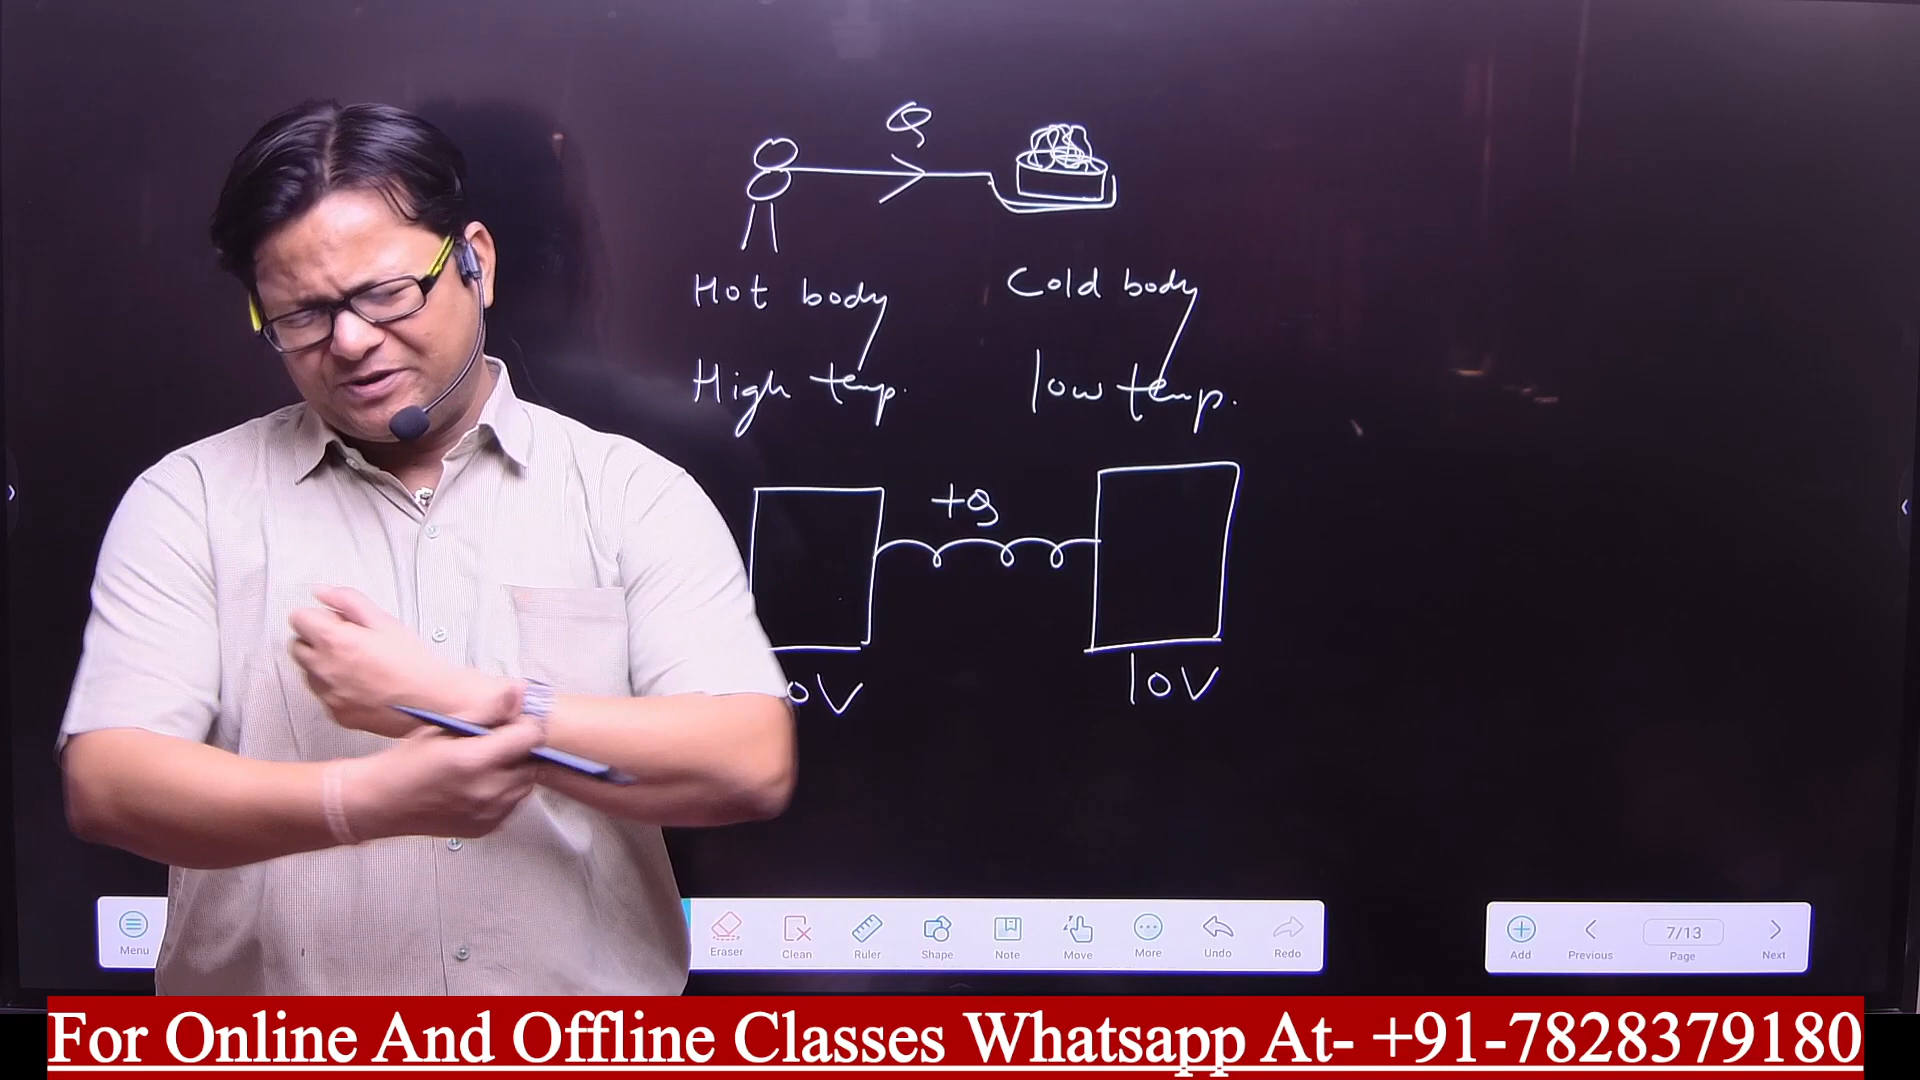 Q
Hot body
Cold body
High temp.
low temp.
+q
0V
10V
Menu
Eraser
Clean
Ruler
Shape
Note
Move
More
Undo
Redo
Add
Previous
7/13
Page
Next
For Online And Offline Classes Whatsapp At- +91-7828379180